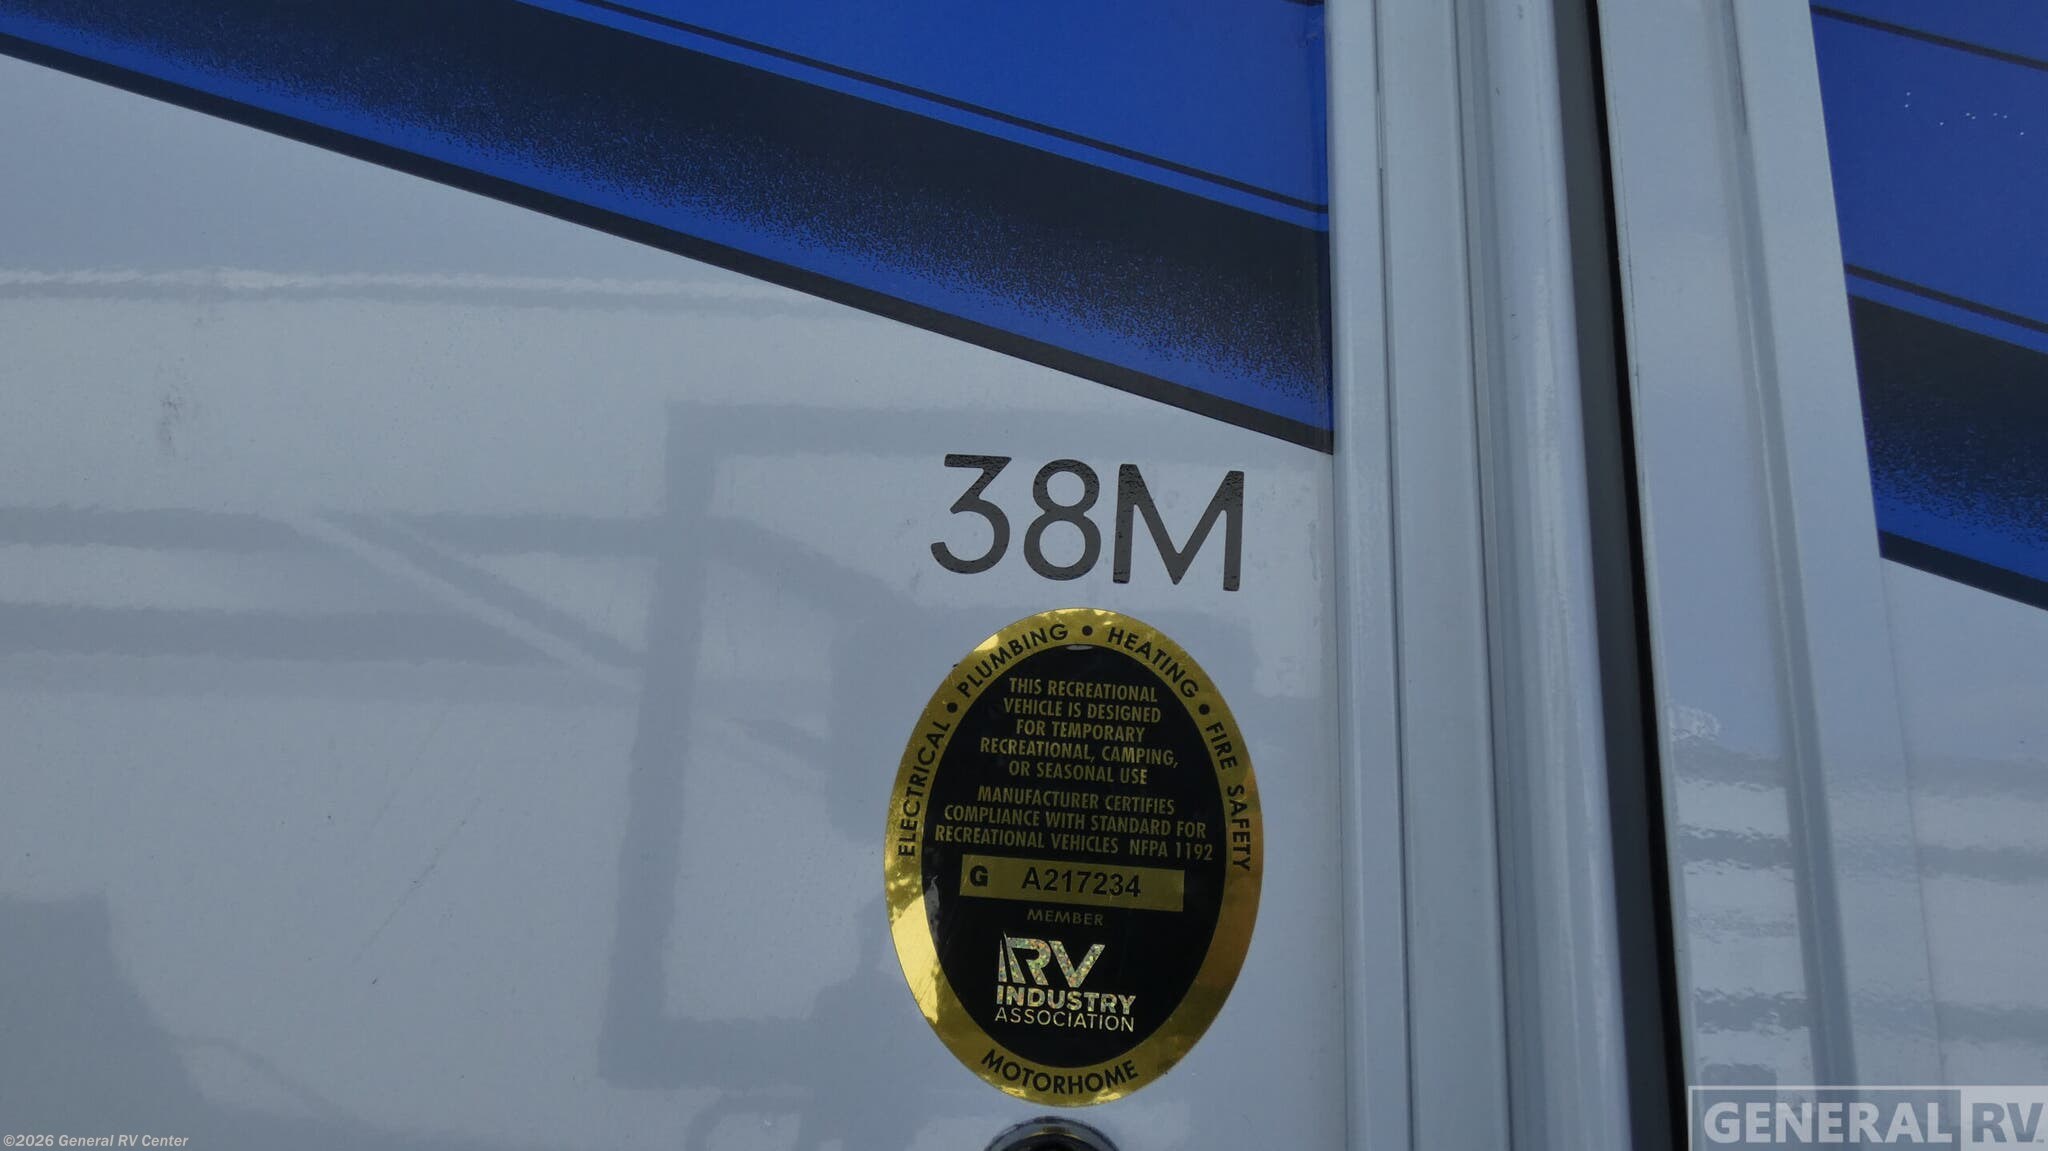 38M
ELECTRICAL • PLUMBING • HEATING • FIRE SAFETY
THIS RECREATIONAL
VEHICLE IS DESIGNED
FOR TEMPORARY
RECREATIONAL, CAMPING,
OR SEASONAL USE
MANUFACTURER CERTIFIES
COMPLIANCE WITH STANDARD FOR
RECREATIONAL VEHICLES NFPA 1192
G A217234
MEMBER
RV
INDUSTRY
ASSOCIATION
MOTORHOME
©2026 General RV Center
GENERAL RV